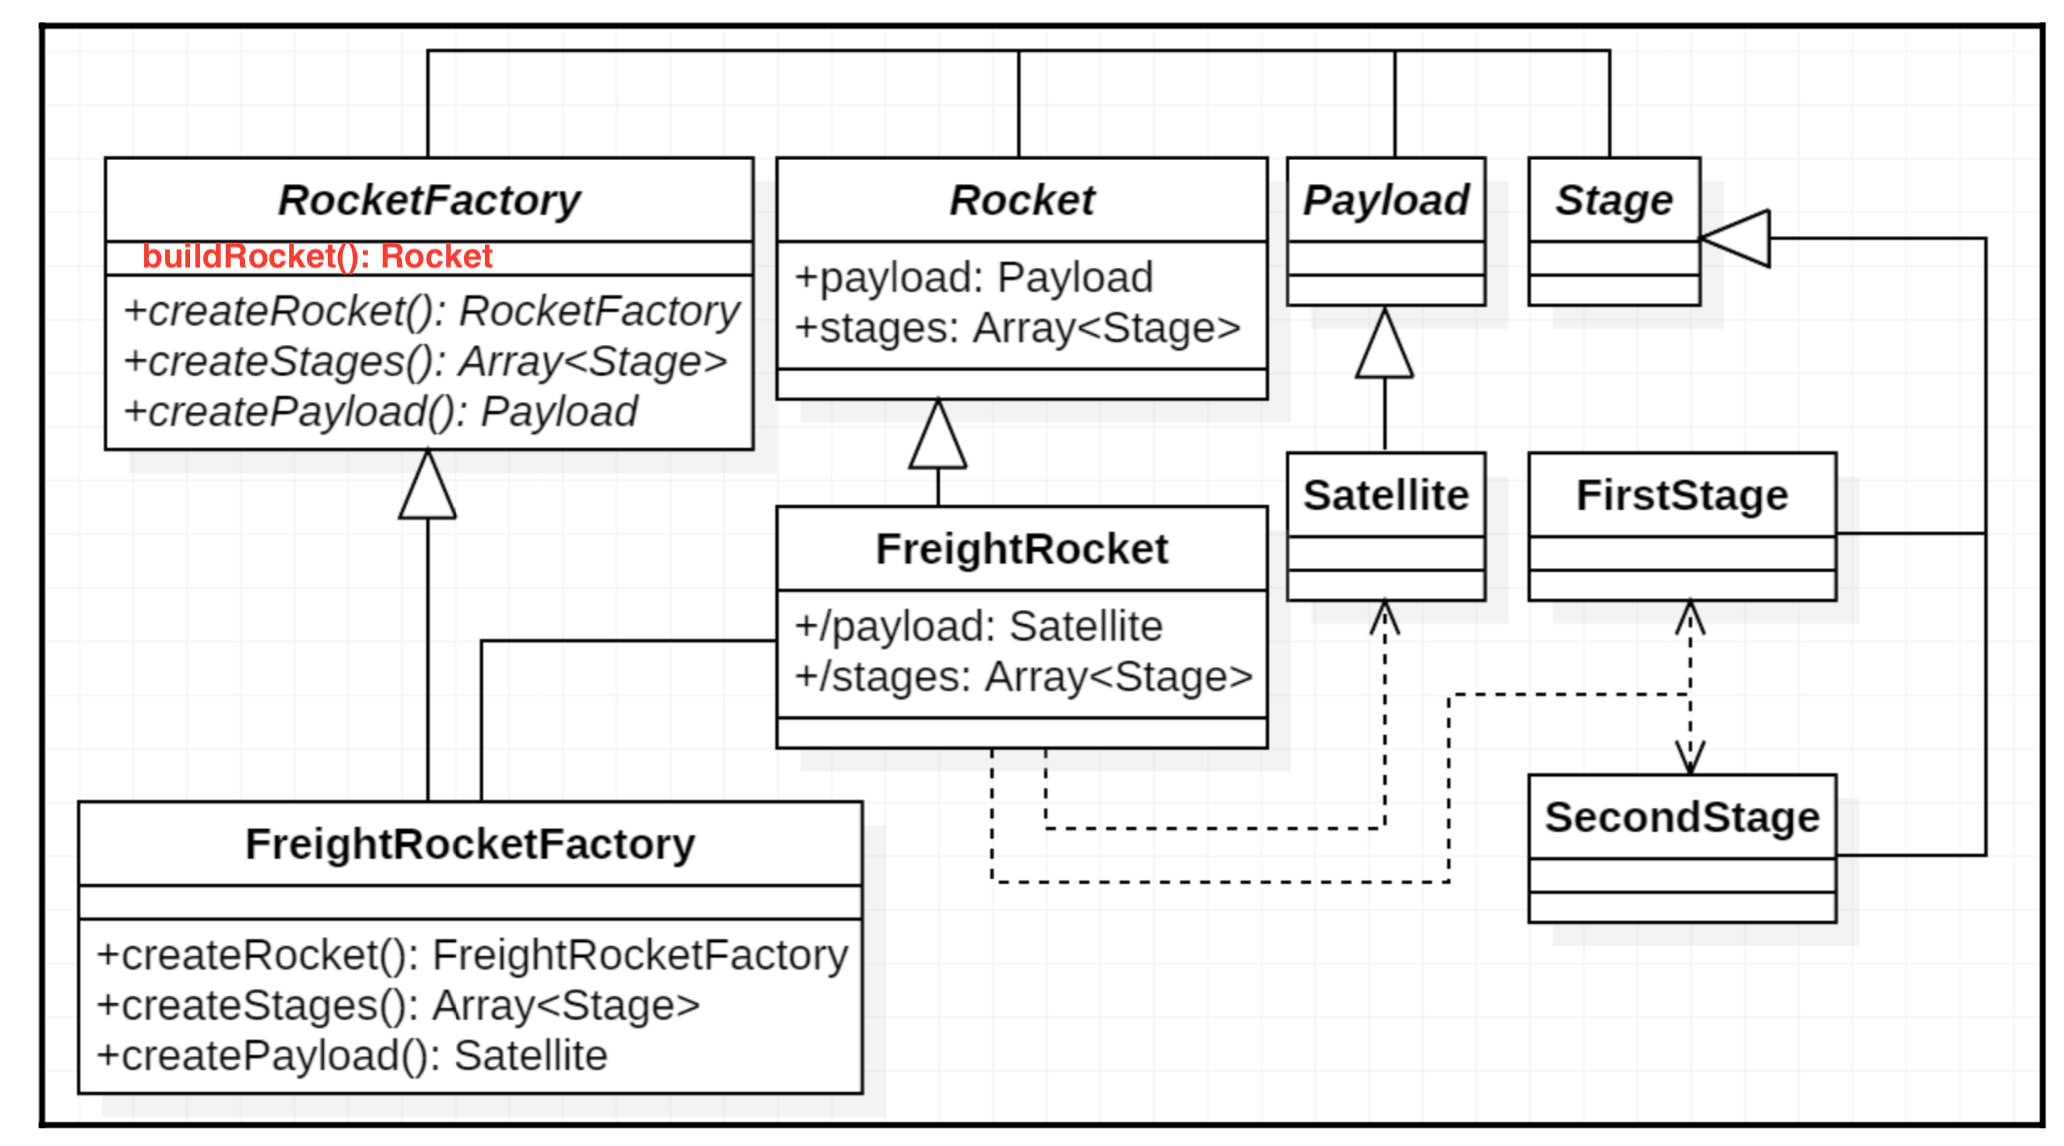 RocketFactory
buildRocket(): Rocket
+createRocket(): RocketFactory
+createStages(): Array<Stage>
+createPayload(): Payload
Rocket
+payload: Payload
+stages: Array<Stage>
Payload
Stage
FreightRocket
+/payload: Satellite
+/stages: Array<Stage>
Satellite
FirstStage
SecondStage
FreightRocketFactory
+createRocket(): FreightRocketFactory
+createStages(): Array<Stage>
+createPayload(): Satellite